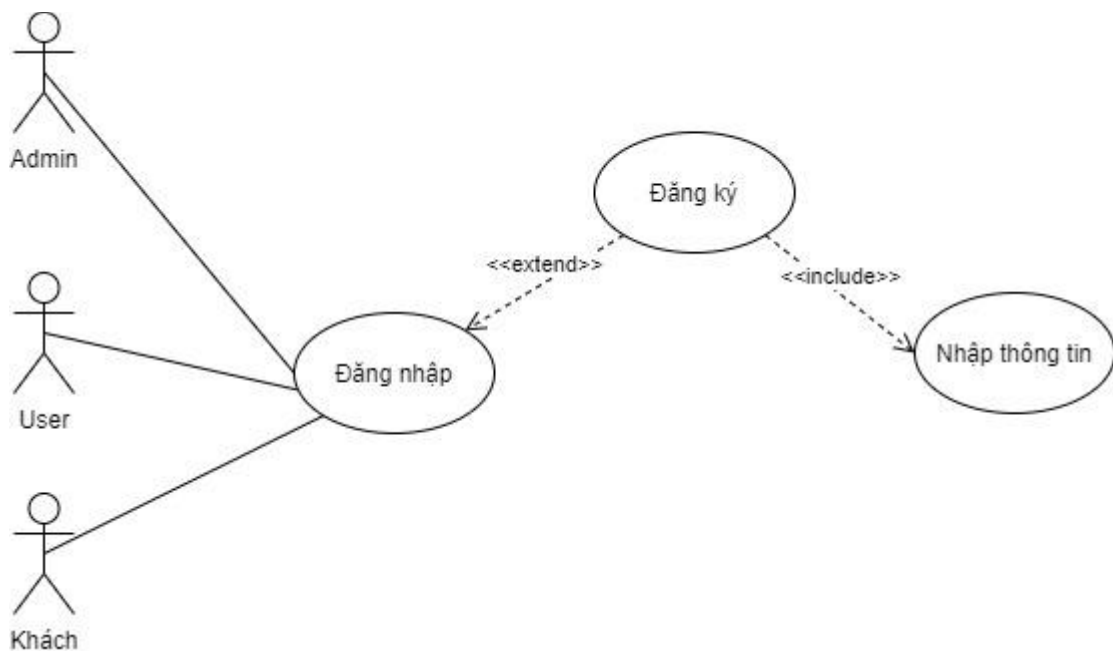 Admin
Đăng ký
<<extend>>
<<include>>
Nhập thông tin
Đăng nhập
User
Khách